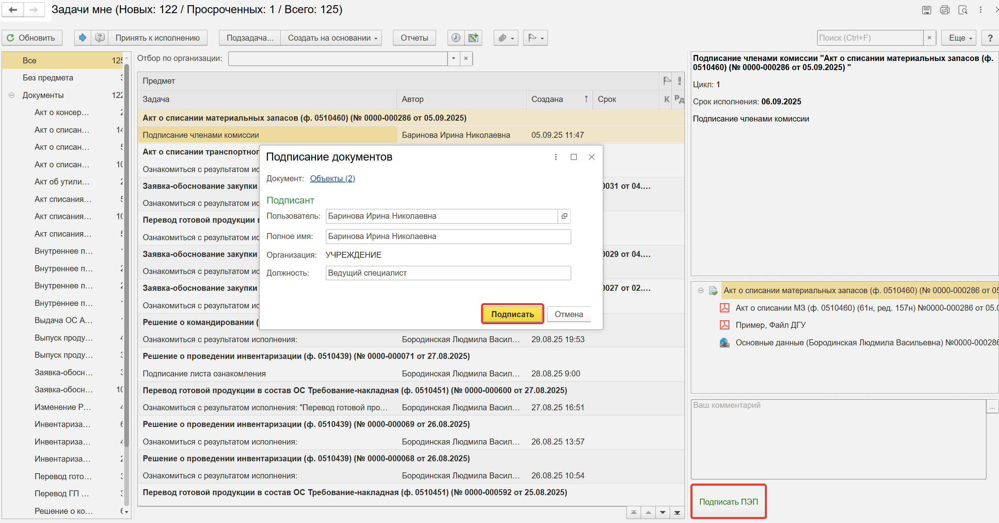 Задачи мне (Новых: 122 / Просроченных: 1 / Всего: 125)
Обновить
Принять к исполнению
Подзадача...
Создать на основании
Отчеты
Поиск (Ctrl+F)
×
Еще
?
Все 125
Без предмета
Документы 122
Акт о консер...
Акт о списан... 14
Акт о списан...
Акт о списан... 10
Акт об утили...
Акт списания...
Акт списания... 10
Акт списания...
Внутреннее п...
Внутреннее п...
Внутреннее п...
Внутреннее п...
Выдача ОС А...
Выпуск проду...
Выпуск проду...
Заявка-обосн...
Заявка-обосн... 10
Изменение Р...
Инвентариза...
Инвентариза...
Инвентариза...
Перевод гото...
Перевод ГП ...
Решение о ко...
Отбор по организации:
Предмет
Задача Автор Создана ↑ Срок К РД
Акт о списании материальных запасов (ф. 0510460) (№ 0000-000286 от 05.09.2025)
Подписание членами комиссии Баринова Ирина Николаевна 05.09.25 11:47
Акт о списании транспортног
Ознакомиться с результатом ис
Заявка-обоснование закупки 0031 от 04....
Ознакомиться с результатом ис
Перевод готовой продукции в
Ознакомиться с результатом ис
Заявка-обоснование закупки 0029 от 04....
Ознакомиться с результатом ис
Заявка-обоснование закупки 0027 от 02....
Ознакомиться с результатом ис
Решение о командировании (
Ознакомиться с результатом исполнения: Бородинская Людмила Васил... 29.08.25 19:53
Решение о проведении инвентаризации (ф. 0510439) (№ 0000-000071 от 27.08.2025)
Подписание листа ознакомления Бородинская Людмила Васил... 28.08.25 9:00
Перевод готовой продукции в состав ОС Требование-накладная (ф. 0510451) (№ 0000-000600 от 27.08.2025)
Ознакомиться с результатом исполнения: "Перевод готовой про... Бородинская Людмила Васил... 27.08.25 16:51
Решение о проведении инвентаризации (ф. 0510439) (№ 0000-000069 от 26.08.2025)
Ознакомиться с результатом исполнения: Бородинская Людмила Васил... 26.08.25 13:57
Решение о проведении инвентаризации (ф. 0510439) (№ 0000-000068 от 26.08.2025)
Ознакомиться с результатом исполнения: Бородинская Людмила Васил... 26.08.25 10:54
Перевод готовой продукции в состав ОС Требование-накладная (ф. 0510451) (№ 0000-000592 от 25.08.2025)
Подписание документов
Документ: Объекты (2)
Подписант
Пользователь: Баринова Ирина Николаевна
Полное имя: Баринова Ирина Николаевна
Организация: УЧРЕЖДЕНИЕ
Должность: Ведущий специалист
Подписать
Отмена
Подписание членами комиссии "Акт о списании материальных запасов (ф.
0510460) (№ 0000-000286 от 05.09.2025) "
Цикл: 1
Срок исполнения: 06.09.2025
Подписание членами комиссии
Акт о списании материальных запасов (ф. 0510460) (№ 0000-000286 от 05
Акт о списании МЗ (ф. 0510460) (61н, ред. 157н) №0000-000286 от 05.0
Пример, Файл ДГУ
Основные данные (Бородинская Людмила Васильевна) №0000-000286
Ваш комментарий
...
Подписать ПЭП